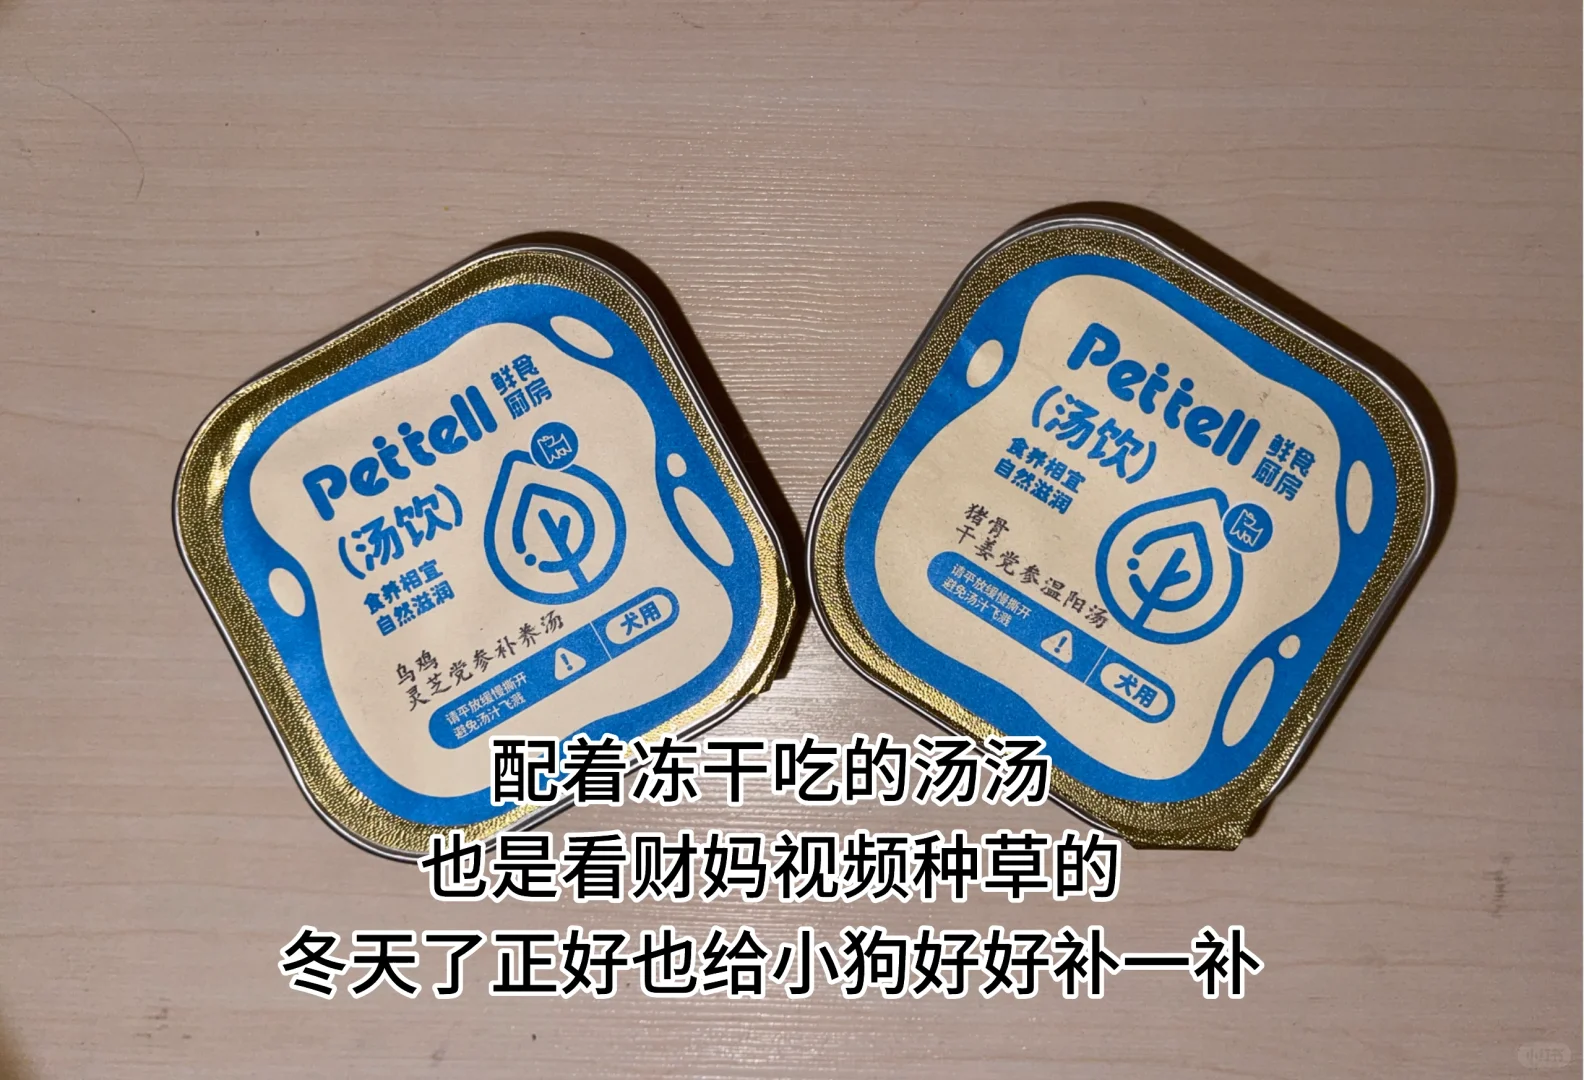 Pettell 鲜食厨房
(汤饮)
食养相宜
自然滋润
乌鸡
灵芝党参补养汤
请平放缓慢撕开
避免汤汁飞溅
犬用
Pettell 鲜食厨房
(汤饮)
食养相宜
自然滋润
猪骨
干姜党参温阳汤
请平放缓慢撕开
避免汤汁飞溅
犬用
配着冻干吃的汤汤
也是看财妈视频种草的
冬天了正好也给小狗好好补一补
小红书